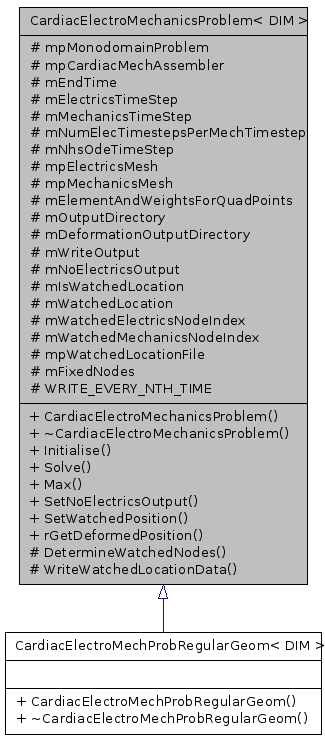 CardiacElectroMechanicsProblem< DIM >
# mpMonodomainProblem
# mpCardiacMechAssembler
# mEndTime
# mElectricsTimeStep
# mMechanicsTimeStep
# mNumElecTimestepsPerMechTimestep
# mNhsOdeTimeStep
# mpElectricsMesh
# mpMechanicsMesh
# mElementAndWeightsForQuadPoints
# mOutputDirectory
# mDeformationOutputDirectory
# mWriteOutput
# mNoElectricsOutput
# mIsWatchedLocation
# mWatchedLocation
# mWatchedElectricsNodeIndex
# mWatchedMechanicsNodeIndex
# mpWatchedLocationFile
# mFixedNodes
# WRITE_EVERY_NTH_TIME
+ CardiacElectroMechanicsProblem()
+ ~CardiacElectroMechanicsProblem()
+ Initialise()
+ Solve()
+ Max()
+ SetNoElectricsOutput()
+ SetWatchedPosition()
+ rGetDeformedPosition()
# DetermineWatchedNodes()
# WriteWatchedLocationData()
CardiacElectroMechProbRegularGeom< DIM >
+ CardiacElectroMechProbRegularGeom()
+ ~CardiacElectroMechProbRegularGeom()